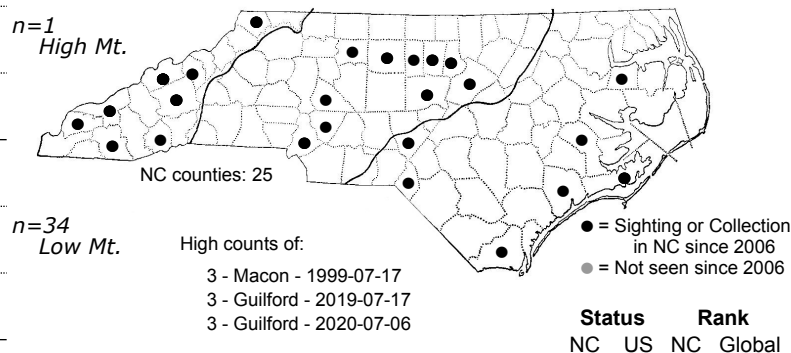 n=1
High Mt.
NC counties: 25
n=34
Low Mt.
High counts of:
3 - Macon - 1999-07-17
3 - Guilford - 2019-07-17
3 - Guilford - 2020-07-06
● = Sighting or Collection
in NC since 2006
● = Not seen since 2006
Status Rank
NC US NC Global